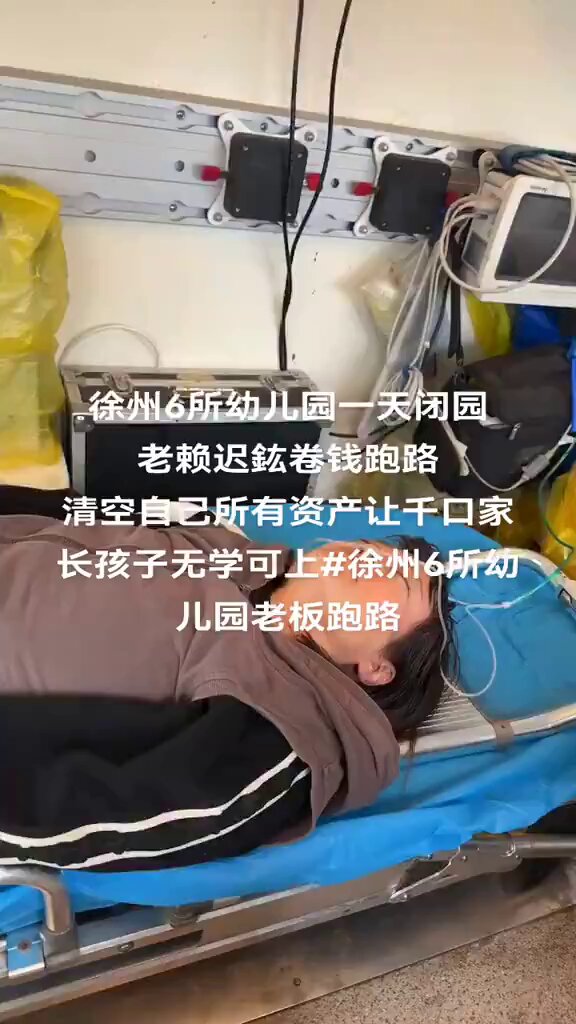 徐州6所幼儿园一天闭园
老赖迟鋐卷钱跑路
清空自己所有资产让千口家
长孩子无学可上#徐州6所幼
儿园老板跑路